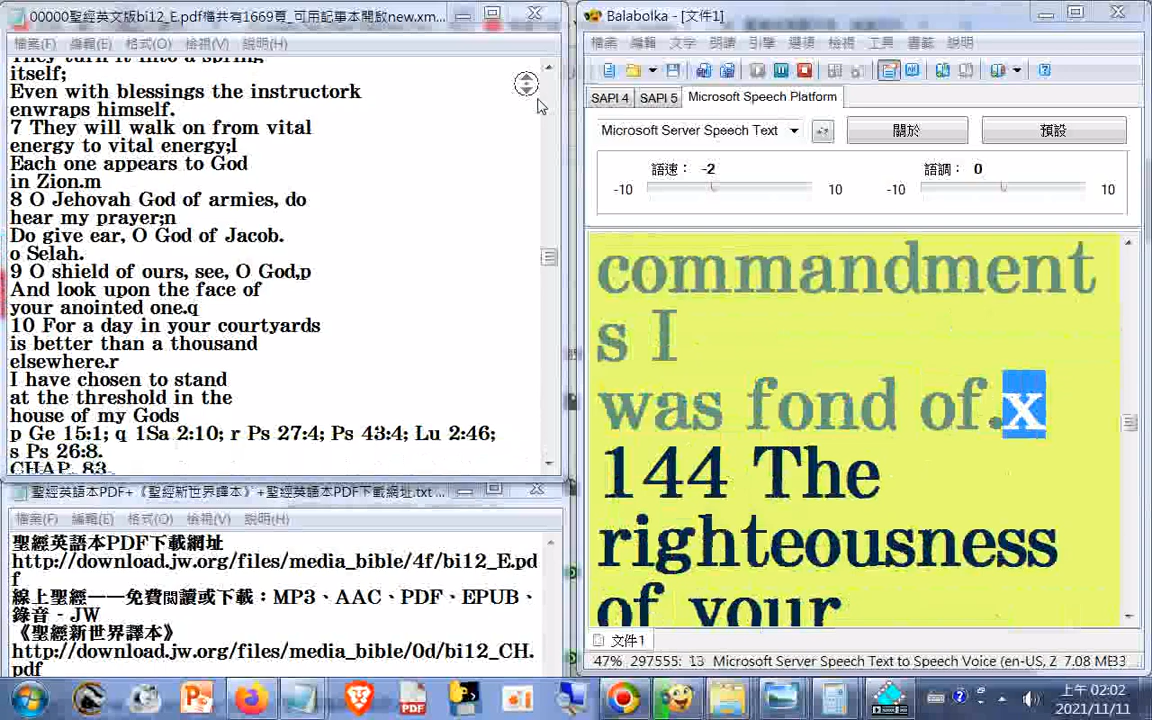 00000聖經英文版bi12_E.pdf檔共有1669頁_可用記事本開啟new.xm...
檔案(F) 編輯(E) 格式(O) 檢視(V) 說明(H)
They turn it into a spring
itself;
Even with blessings the instructork
enwraps himself.
7 They will walk on from vital
energy to vital energy;l
Each one appears to God
in Zion.m
8 O Jehovah God of armies, do
hear my prayer;n
Do give ear, O God of Jacob.
o Selah.
9 O shield of ours, see, O God,p
And look upon the face of
your anointed one.q
10 For a day in your courtyards
is better than a thousand
elsewhere.r
I have chosen to stand
at the threshold in the
house of my Gods
p Ge 15:1; q 1Sa 2:10; r Ps 27:4; Ps 43:4; Lu 2:46;
s Ps 26:8.
CHAP. 83
聖經英語本PDF+《聖經新世界譯本》+聖經英語本PDF下載網址.txt ...
檔案(F) 編輯(E) 格式(O) 檢視(V) 說明(H)
聖經英語本PDF下載網址
http://download.jw.org/files/media_bible/4f/bi12_E.pd
f
線上聖經——免費閱讀或下載：MP3、AAC、PDF、EPUB、
錄音 - JW
《聖經新世界譯本》
http://download.jw.org/files/media_bible/0d/bi12_CH.
pdf
Balabolka - [文件1]
檔案 編輯 文字 朗讀 引擎 選項 檢視 工具 書籤 說明
SAPI 4 SAPI 5 Microsoft Speech Platform
Microsoft Server Speech Text 關於 預設
語速： -2 語調： 0
-10 10 -10 10
commandment
s I
was fond of.x
144 The
righteousness
of your
文件1
47% 297555: 13 Microsoft Server Speech Text to Speech Voice (en-US, Z 7.08 MB
上午 02:02
2021/11/11